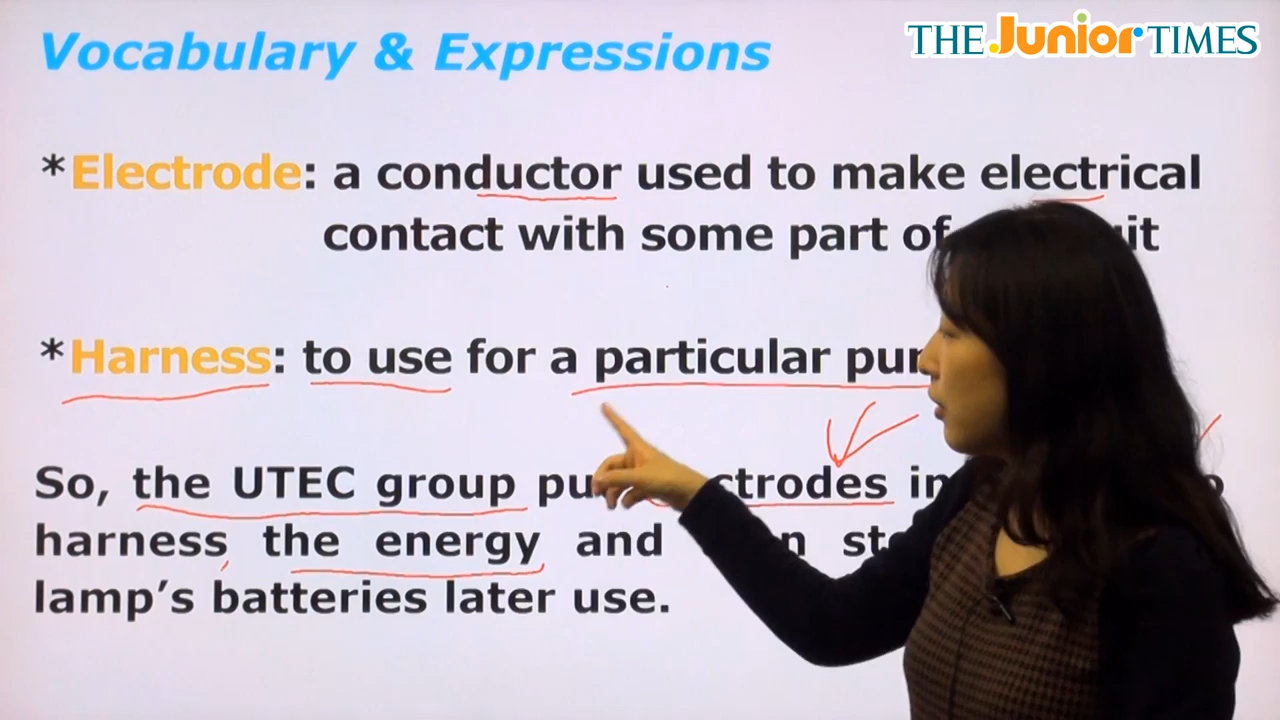 Vocabulary & Expressions
THE Junior TIMES
*Electrode: a conductor used to make electrical
contact with some part of
*Harness: to use for a particular
So, the UTEC group
harness the energy and
lamp's batteries later use.